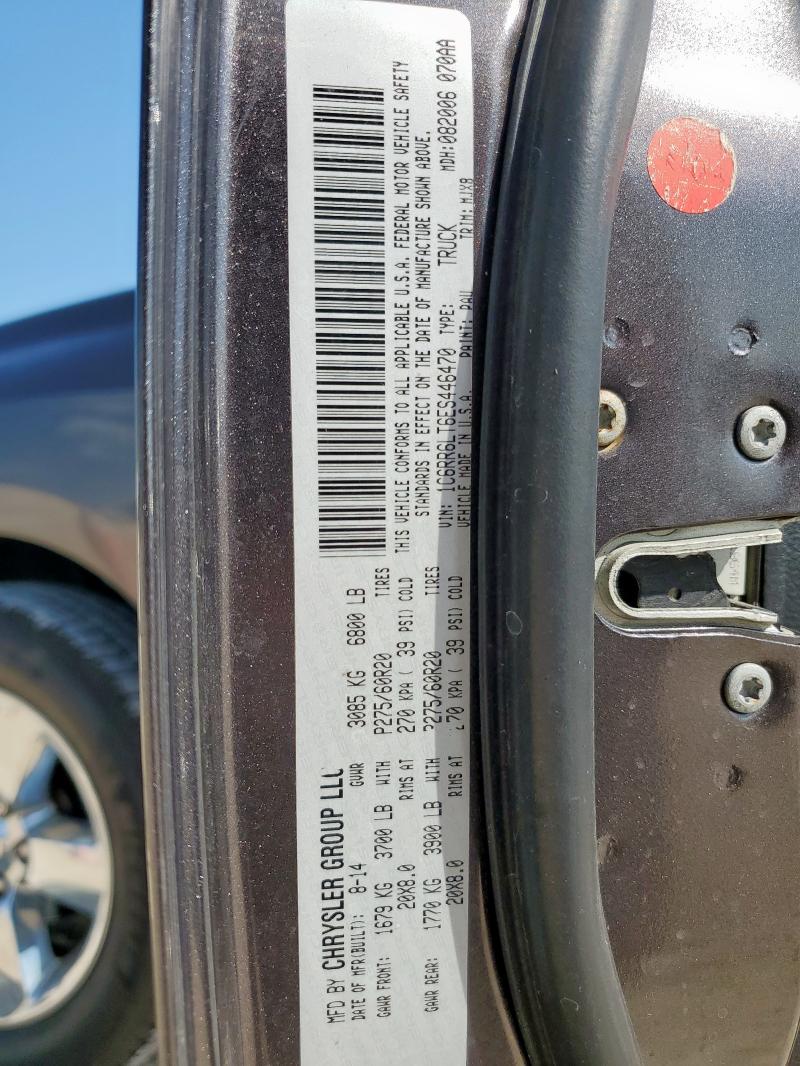 MFD BY CHRYSLER GROUP LLC
DATE OF MFR(BUILT): 8-14 GVWR 3085 KG 6800 LB
GAWR FRONT: 1679 KG 3700 LB WITH P275/60R20 TIRES
20X8.0 RIMS AT 270 KPA ( 39 PSI) COLD
GAWR REAR: 1770 KG 3900 LB WITH P275/60R20 TIRES
20X8.0 RIMS AT 270 KPA ( 39 PSI) COLD
THIS VEHICLE CONFORMS TO ALL APPLICABLE U.S.A. FEDERAL MOTOR VEHICLE SAFETY
STANDARDS IN EFFECT ON THE DATE OF MANUFACTURE SHOWN ABOVE.
VIN: 1C6RR6LT6ES446470 TYPE: TRUCK MDH:082006 070AA
VEHICLE MADE IN U.S.A. PAINT: PAU TRIM: MJX8